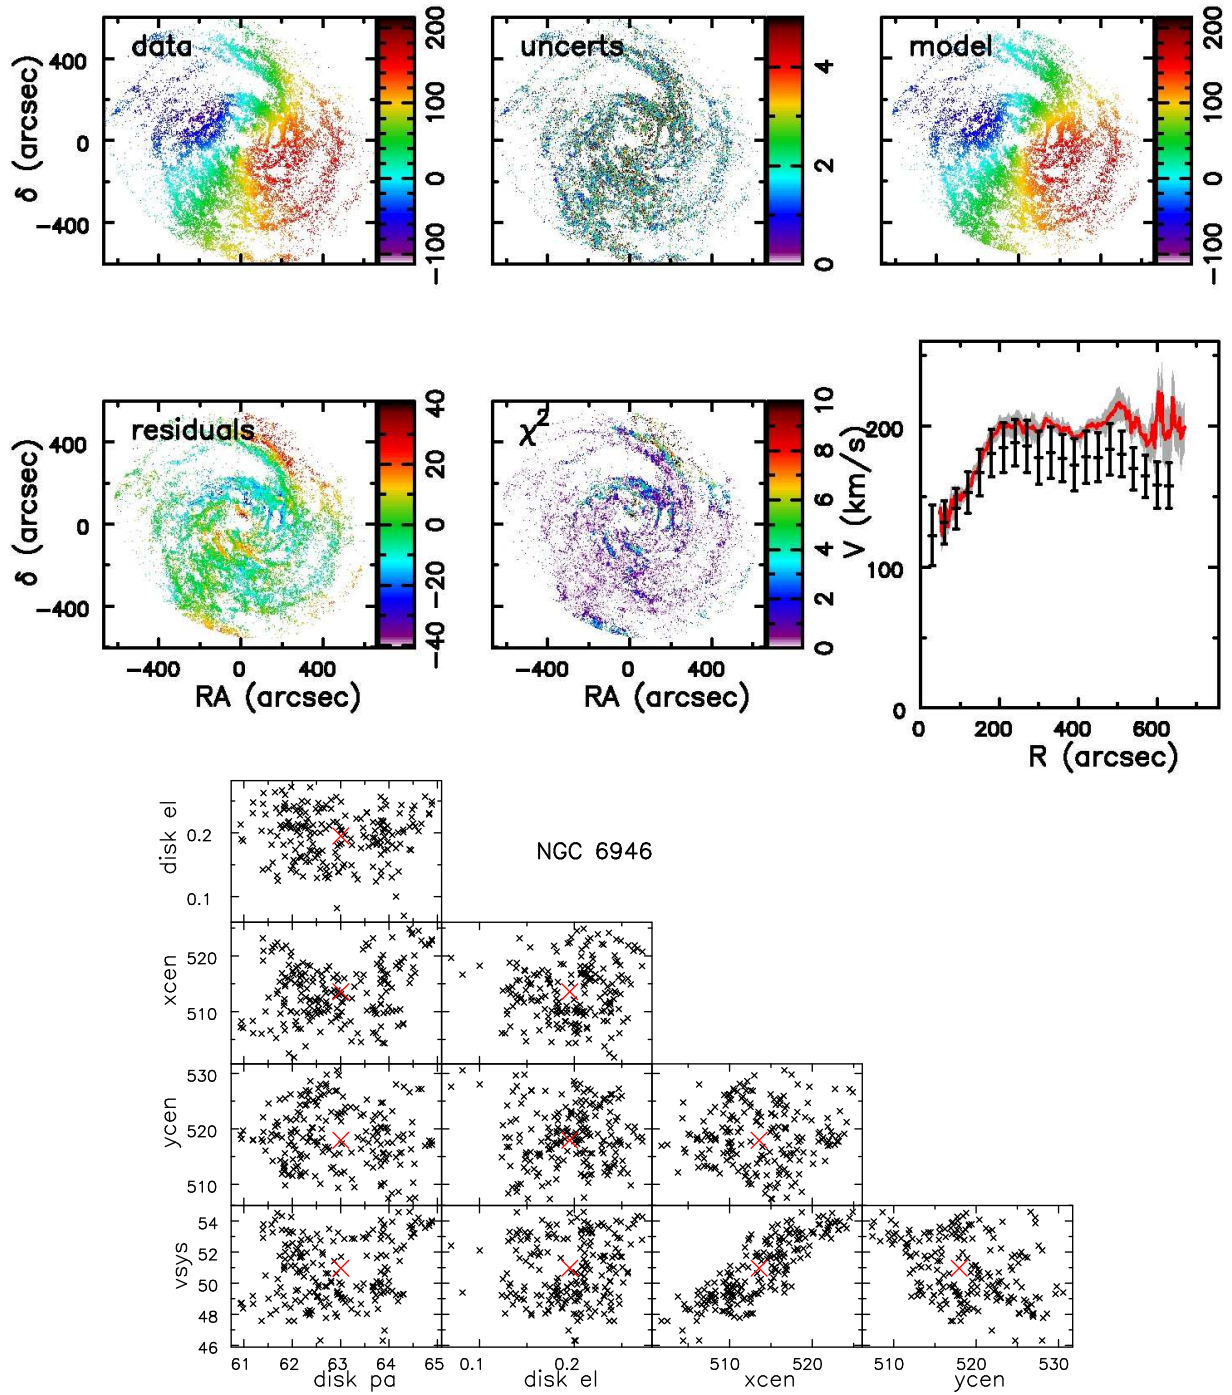 data
uncerts
model
δ (arcsec)
400
0
−400
200
100
0
−100
4
2
0
200
100
0
−100
residuals
χ²
δ (arcsec)
400
0
−400
−400 0 400
RA (arcsec)
40
20
0
−20
−40
−400 0 400
RA (arcsec)
10
8
6
4
2
0
V (km/s)
200
100
0
0 200 400 600
R (arcsec)
NGC 6946
disk el
0.2
0.1
xcen
520
510
ycen
530
520
510
vsys
54
52
50
48
46
61 62 63 64 65
disk pa
0.1 0.2
disk el
510 520
xcen
510 520 530
ycen